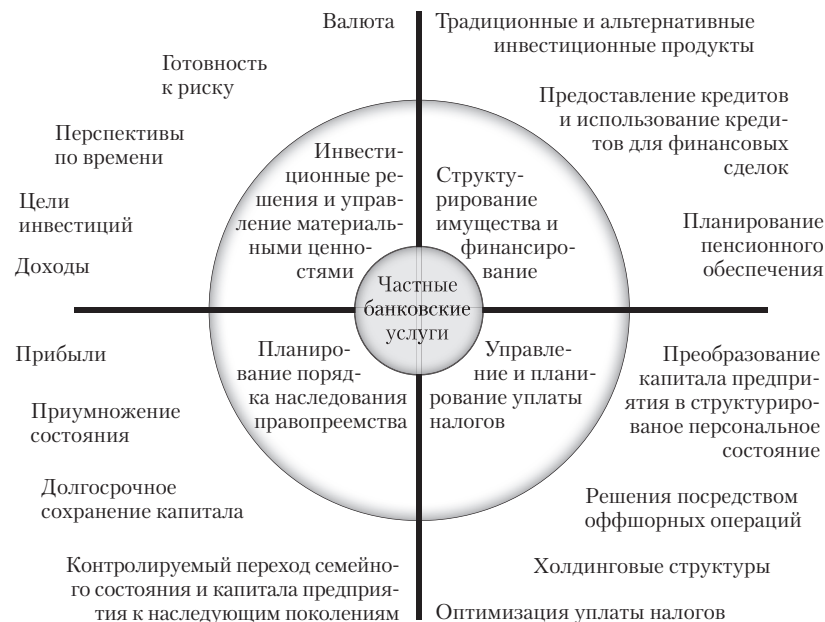 Валюта
Традиционные и альтернативные
инвестиционные продукты
Готовность
к риску
Предоставление кредитов
и использование креди-
тов для финансовых
сделок
Перспективы
по времени
Цели
инвестиций
Доходы
Планирование
пенсионного
обеспечения
Инвести-
ционные ре-
шения и управ-
ление материаль-
ными ценно-
стями
Структу-
рирование
имущества и
финансиро-
вание
Частные
банковские
услуги
Планиро-
вание поряд-
ка наследования
правопреемства
Управле-
ние и плани-
рование уплаты
налогов
Прибыли
Приумножение
состояния
Долгосрочное
сохранение капитала
Контролируемый переход семейно-
го состояния и капитала предприя-
тия к наследующим поколениям
Преобразование
капитала предпри-
ятия в структуриро-
ваное персональное
состояние
Решения посредством
оффшорных операций
Холдинговые структуры
Оптимизация уплаты налогов